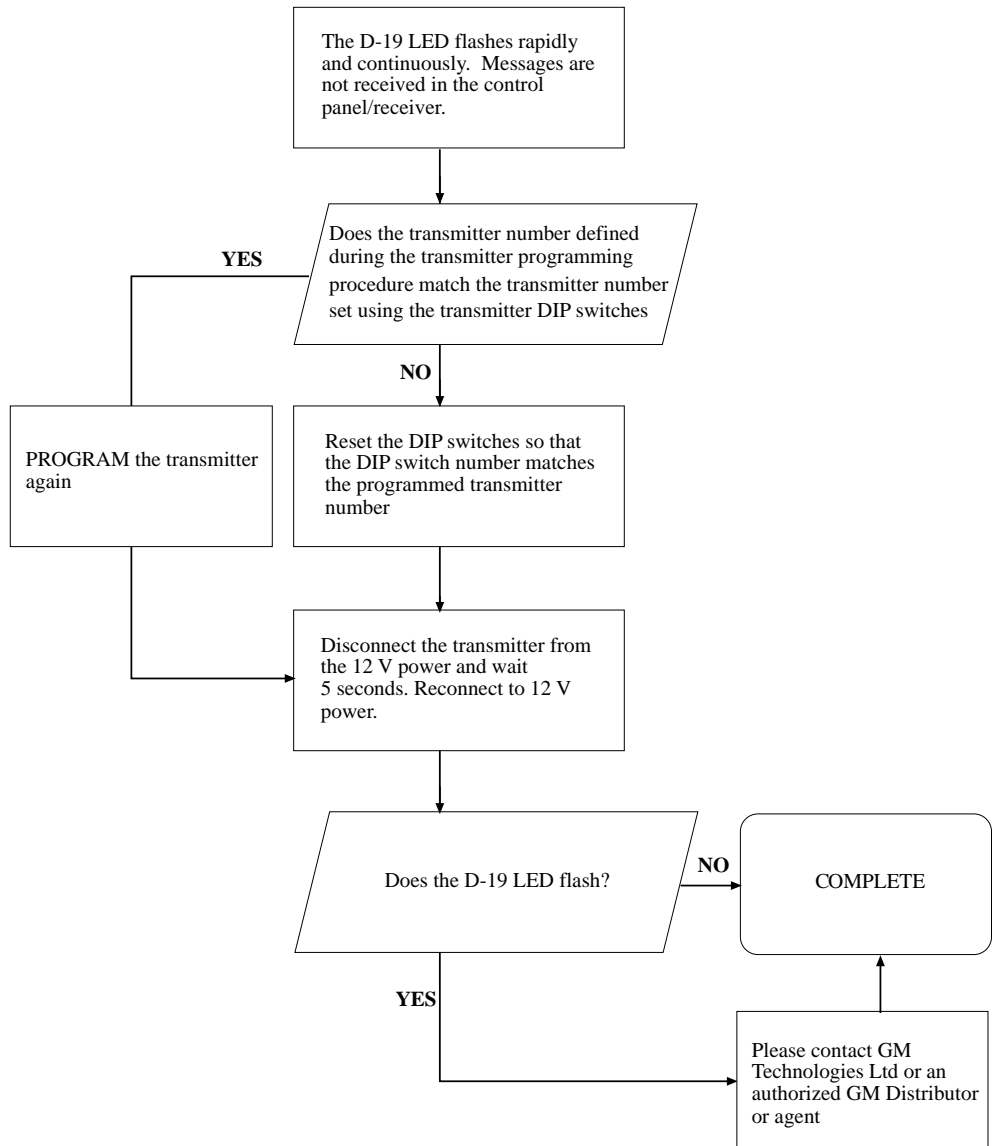 The D-19 LED flashes rapidly
and continuously.  Messages are
not received in the control
panel/receiver.
Does the transmitter number defined
during the transmitter programming
procedure match the transmitter number
set using the transmitter DIP switches
YES
NO
PROGRAM the transmitter
again
Reset the DIP switches so that
the DIP switch number matches
the programmed transmitter
number
Disconnect the transmitter from
the 12 V power and wait
5 seconds. Reconnect to 12 V
power.
Does the D-19 LED flash?
NO
COMPLETE
YES
Please contact GM
Technologies Ltd or an
authorized GM Distributor
or agent